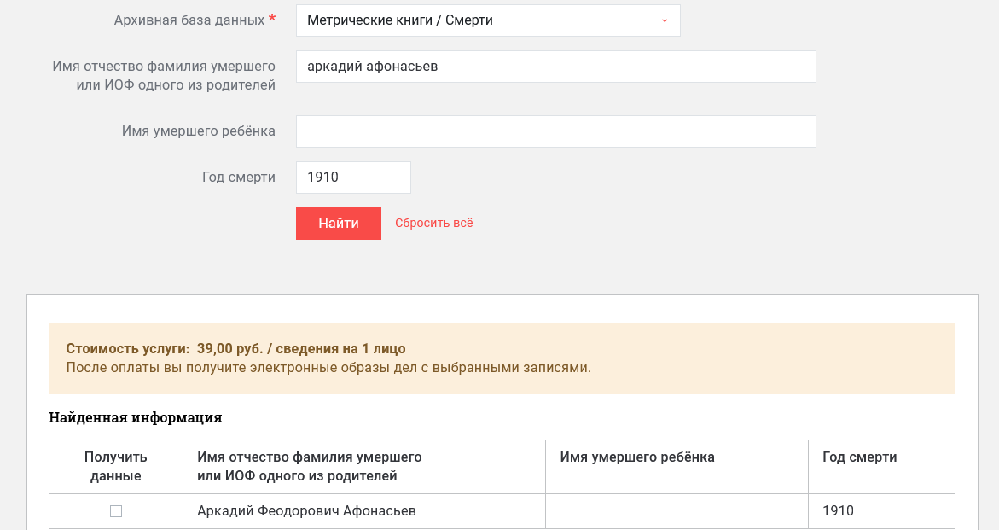 Архивная база данных *
Метрические книги / Смерти
Имя отчество фамилия умершего
или ИОФ одного из родителей
аркадий афонасьев
Имя умершего ребёнка
Год смерти
1910
Найти
Сбросить всё
Стоимость услуги: 39,00 руб. / сведения на 1 лицо
После оплаты вы получите электронные образы дел с выбранными записями.
Найденная информация
Получить
данные
Имя отчество фамилия умершего
или ИОФ одного из родителей
Имя умершего ребёнка
Год смерти
Аркадий Феодорович Афонасьев
1910